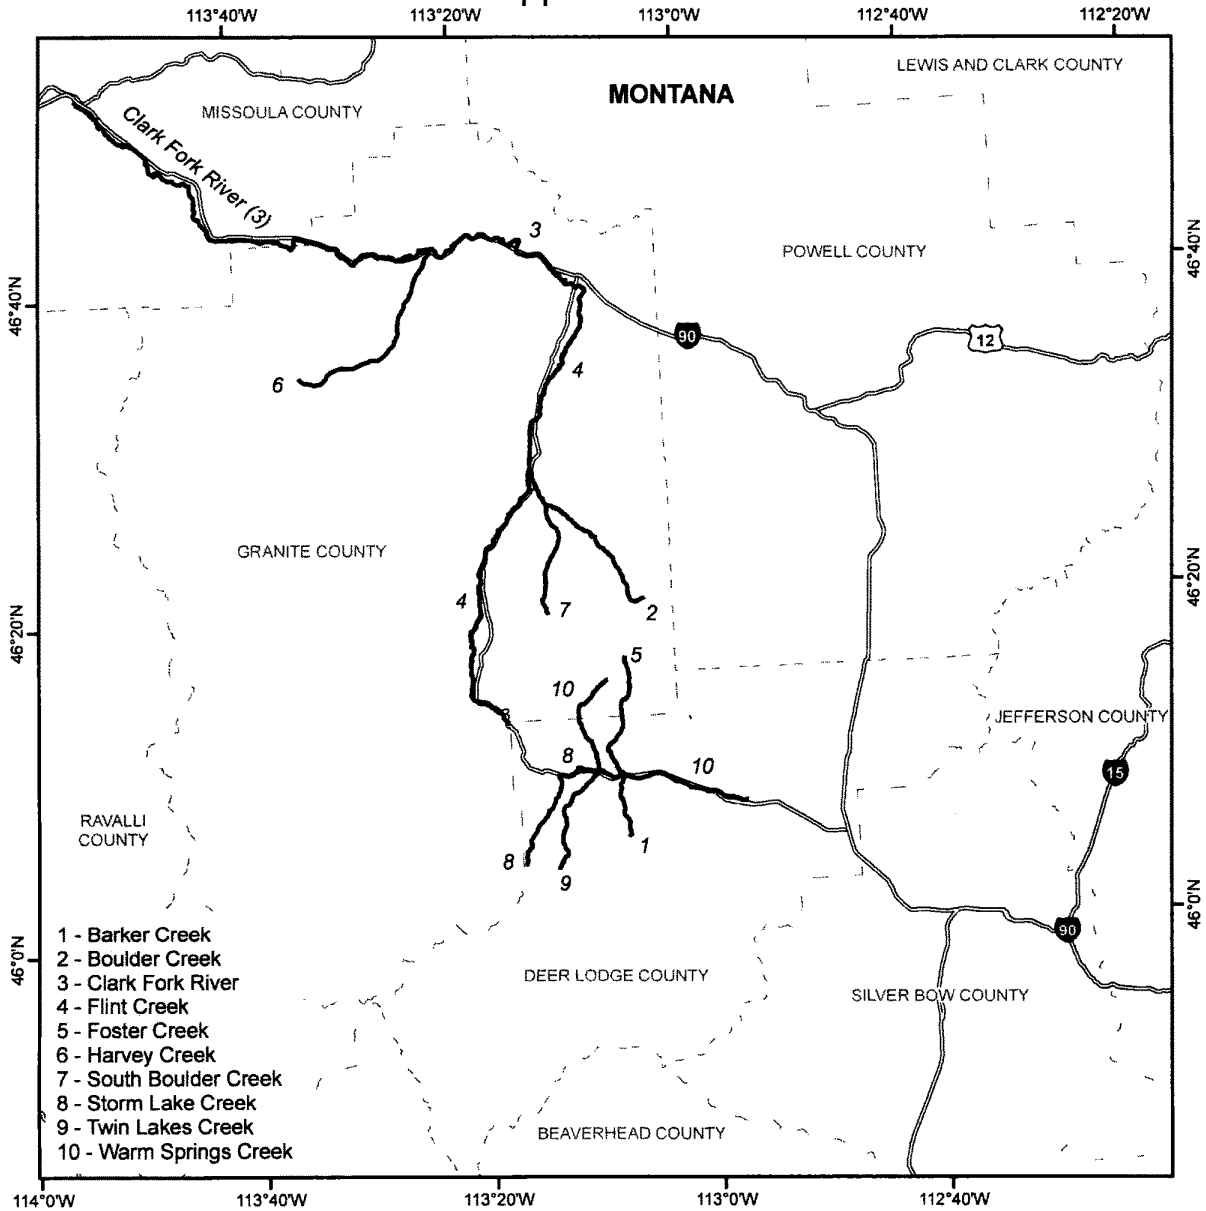 113°40'W 113°20'W 113°0'W 112°40'W 112°20'W
LEWIS AND CLARK COUNTY
MONTANA
MISSOULA COUNTY
Clark Fork River (3)
3
POWELL COUNTY
46°40'N
46°40'N
90
12
4
6
GRANITE COUNTY
46°20'N
4
7
2
46°20'N
5
10
JEFFERSON COUNTY
8
10
15
RAVALLI
COUNTY
1
8
9
46°0'N
90
1 - Barker Creek
2 - Boulder Creek
3 - Clark Fork River
4 - Flint Creek
5 - Foster Creek
6 - Harvey Creek
7 - South Boulder Creek
8 - Storm Lake Creek
9 - Twin Lakes Creek
10 - Warm Springs Creek
46°0'N
DEER LODGE COUNTY
SILVER BOW COUNTY
BEAVERHEAD COUNTY
114°0'W 113°40'W 113°20'W 113°0'W 112°40'W